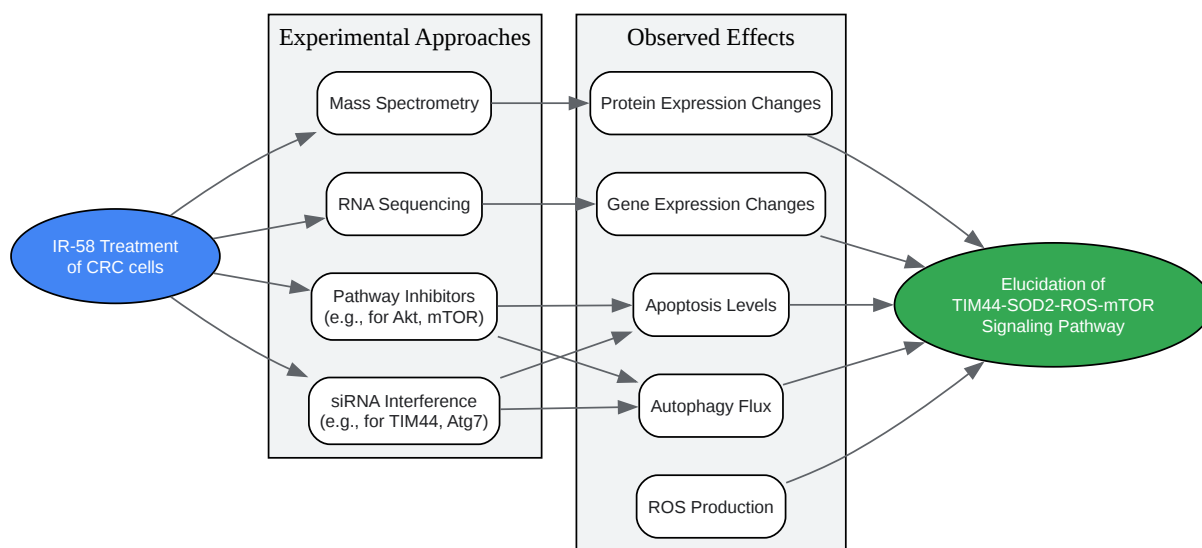 Experimental Approaches
Observed Effects
Mass Spectrometry
Protein Expression Changes
RNA Sequencing
Gene Expression Changes
IR-58 Treatment
of CRC cells
Pathway Inhibitors
(e.g., for Akt, mTOR)
Apoptosis Levels
Elucidation of
TIM44-SOD2-ROS-mTOR
Signaling Pathway
siRNA Interference
(e.g., for TIM44, Atg7)
Autophagy Flux
ROS Production